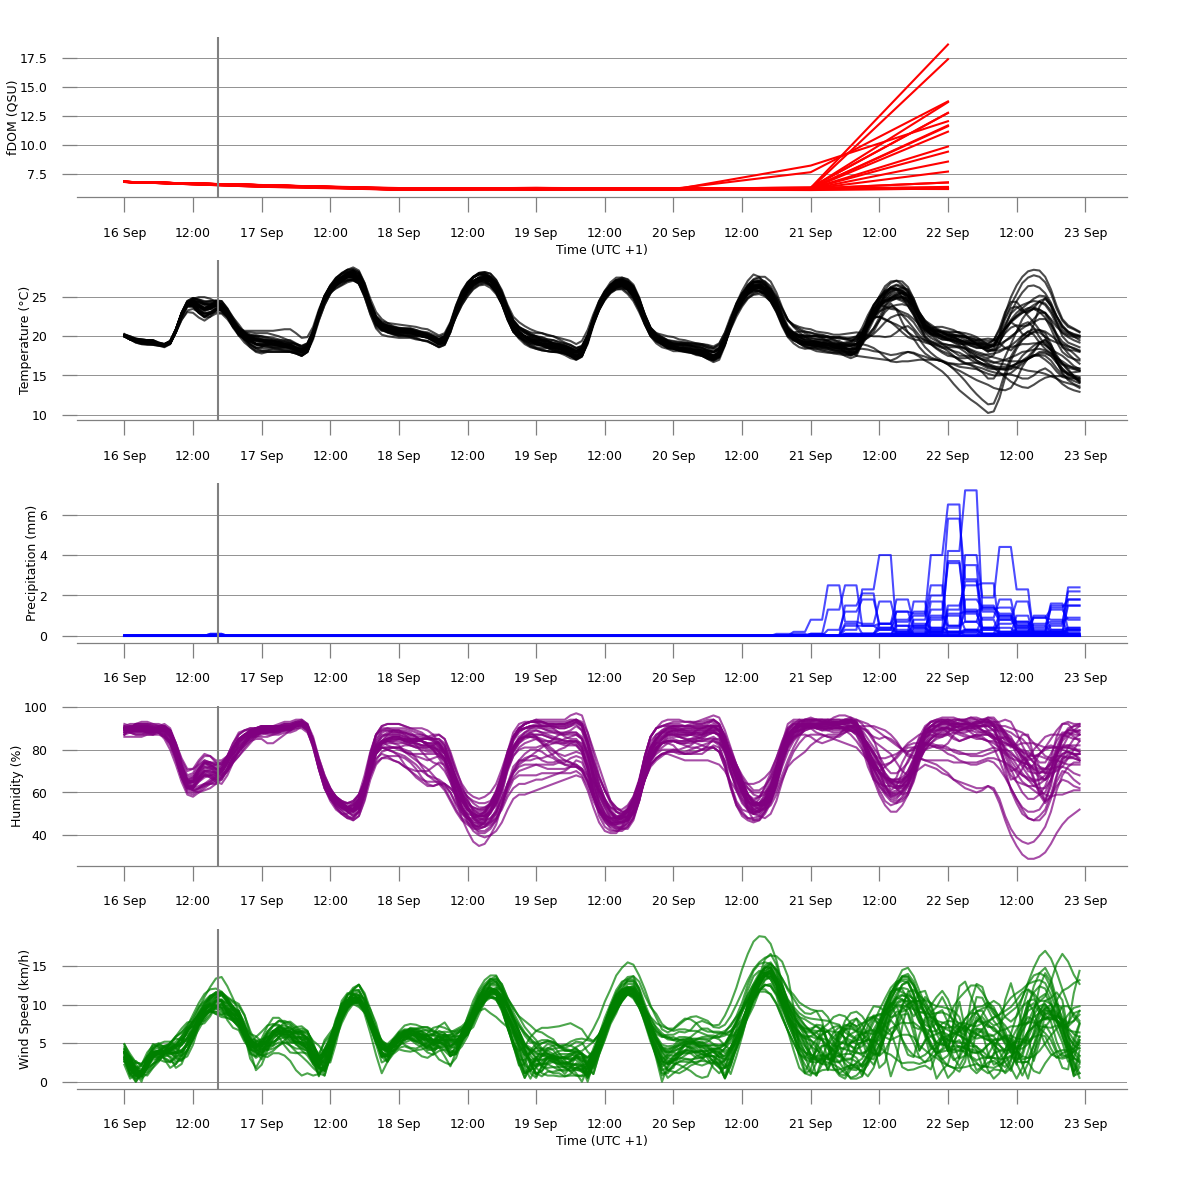 17.5
15.0
12.5
10.0
7.5
fDOM (QSU)
16 Sep 12:00 17 Sep 12:00 18 Sep 12:00 19 Sep 12:00 20 Sep 12:00 21 Sep 12:00 22 Sep 12:00 23 Sep
Time (UTC +1)
25
20
15
10
Temperature (°C)
16 Sep 12:00 17 Sep 12:00 18 Sep 12:00 19 Sep 12:00 20 Sep 12:00 21 Sep 12:00 22 Sep 12:00 23 Sep
6
4
2
0
Precipitation (mm)
16 Sep 12:00 17 Sep 12:00 18 Sep 12:00 19 Sep 12:00 20 Sep 12:00 21 Sep 12:00 22 Sep 12:00 23 Sep
100
80
60
40
Humidity (%)
16 Sep 12:00 17 Sep 12:00 18 Sep 12:00 19 Sep 12:00 20 Sep 12:00 21 Sep 12:00 22 Sep 12:00 23 Sep
15
10
5
0
Wind Speed (km/h)
16 Sep 12:00 17 Sep 12:00 18 Sep 12:00 19 Sep 12:00 20 Sep 12:00 21 Sep 12:00 22 Sep 12:00 23 Sep
Time (UTC +1)